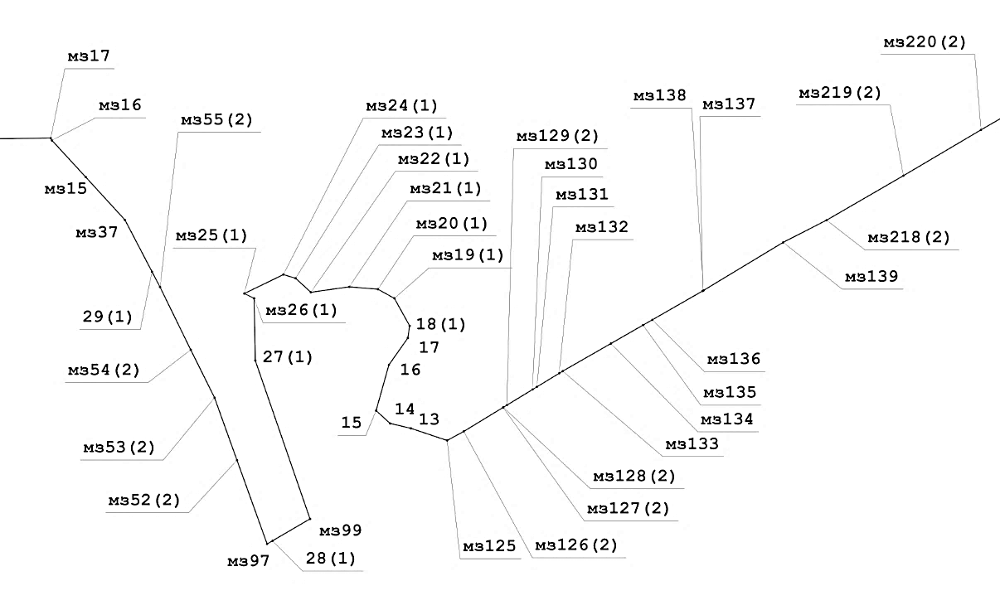 мз220(2)
мз17
мз219(2)
мз138
мз137
мз16
мз24(1)
мз55(2)
мз23(1)
мз129(2)
мз22(1)
мз130
мз15
мз21(1)
мз131
мз37
мз25(1)
мз20(1)
мз132
мз218(2)
мз19(1)
мз139
29(1)
мз26(1)
18(1)
17
27(1)
мз54(2)
16
мз136
мз135
14
13
15
мз134
мз53(2)
мз133
мз128(2)
мз52(2)
мз127(2)
мз99
мз125
мз126(2)
мз97
28(1)